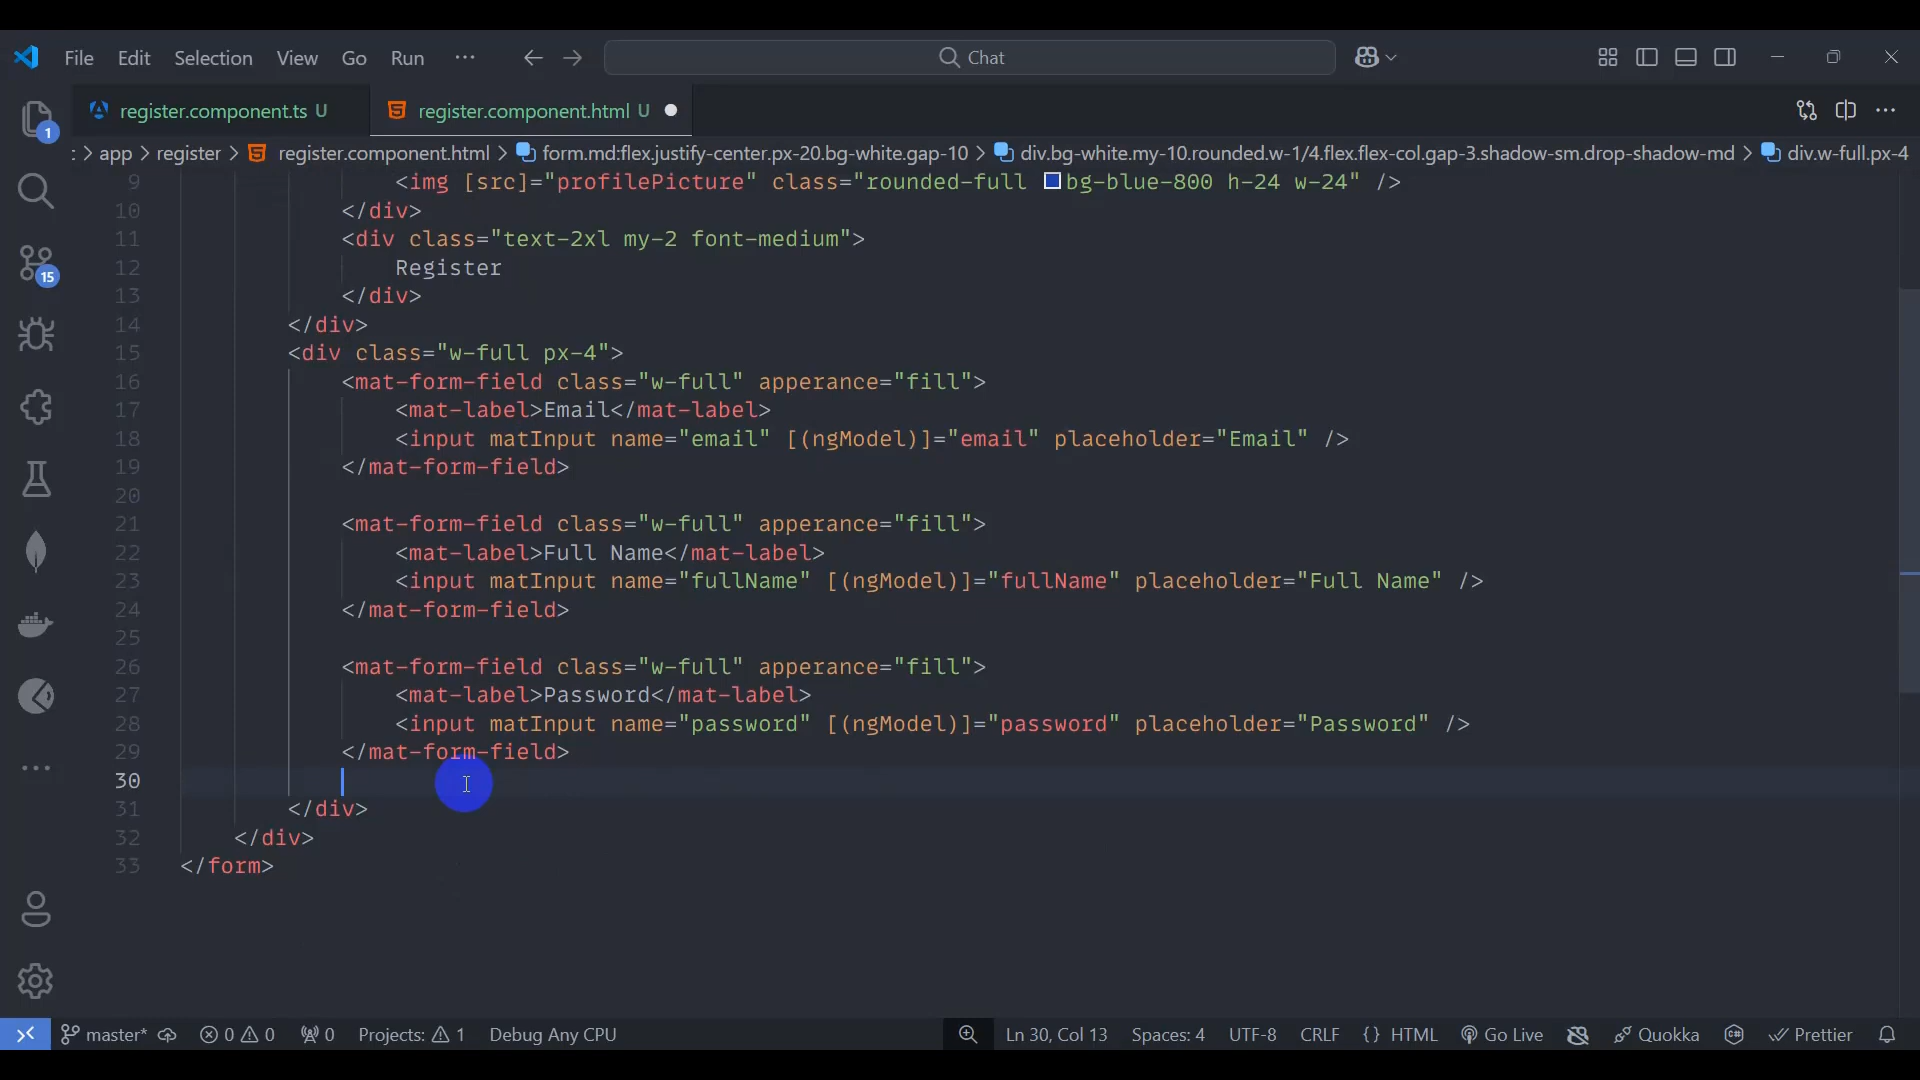 File Edit Selection View Go Run ··· Chat
register.component.ts U register.component.html U
1
: > app > register > register.component.html > form.md:flex.justify-center.px-20.bg-white.gap-10 > div.bg-white.my-10.rounded.w-1/4.flex.flex-col.gap-3.shadow-sm.drop-shadow-md > div.w-full.px-4
9 <img [src]="profilePicture" class="rounded-full bg-blue-800 h-24 w-24" />
10 </div>
11 <div class="text-2xl my-2 font-medium">
12 Register
15
13 </div>
14 </div>
15 <div class="w-full px-4">
16 <mat-form-field class="w-full" apperance="fill">
17 <mat-label>Email</mat-label>
18 <input matInput name="email" [(ngModel)]="email" placeholder="Email" />
19 </mat-form-field>
20
21 <mat-form-field class="w-full" apperance="fill">
22 <mat-label>Full Name</mat-label>
23 <input matInput name="fullName" [(ngModel)]="fullName" placeholder="Full Name" />
24 </mat-form-field>
25
26 <mat-form-field class="w-full" apperance="fill">
27 <mat-label>Password</mat-label>
28 <input matInput name="password" [(ngModel)]="password" placeholder="Password" />
29 </mat-form-field>
30
31 </div>
32 </div>
33 </form>
master* 0 0 0 Projects: 1 Debug Any CPU Ln 30, Col 13 Spaces: 4 UTF-8 CRLF {} HTML Go Live Quokka Prettier